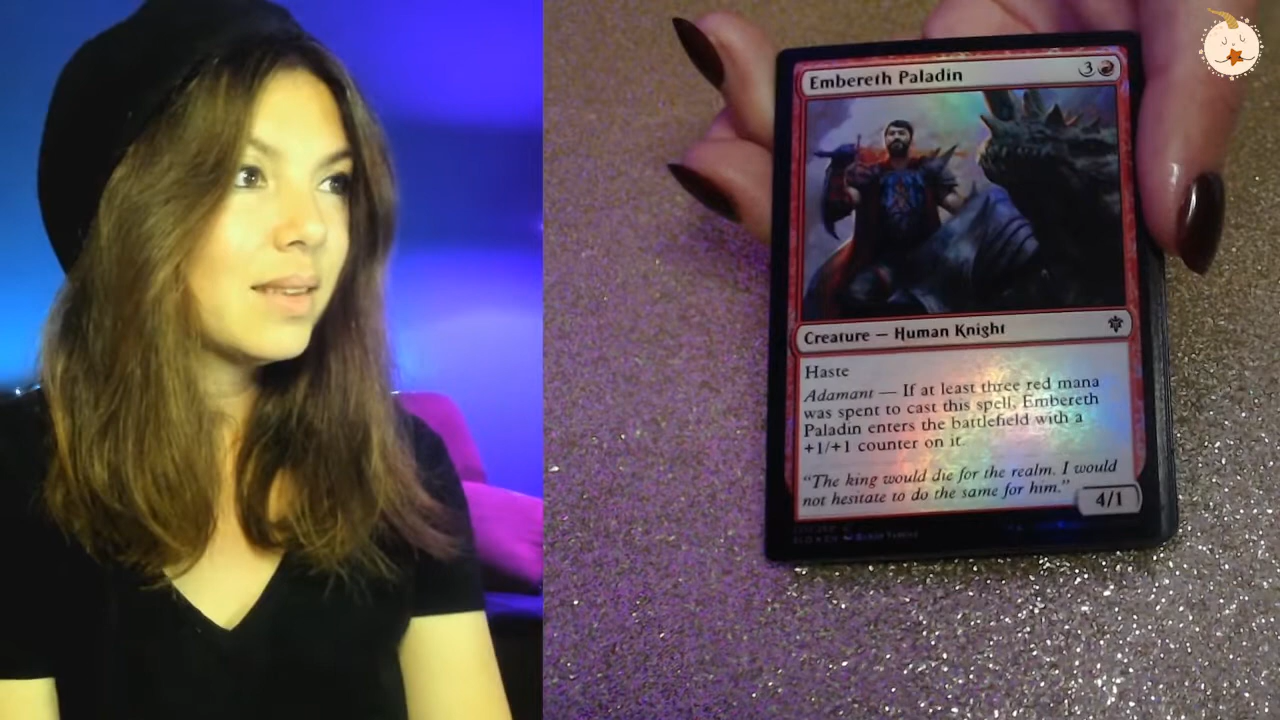 Embereth Paladin 3
Creature — Human Knight
Haste
Adamant — If at least three red mana
was spent to cast this spell, Embereth
Paladin enters the battlefield with a
+1/+1 counter on it.
"The king would die for the realm. I would
not hesitate to do the same for him."
4/1